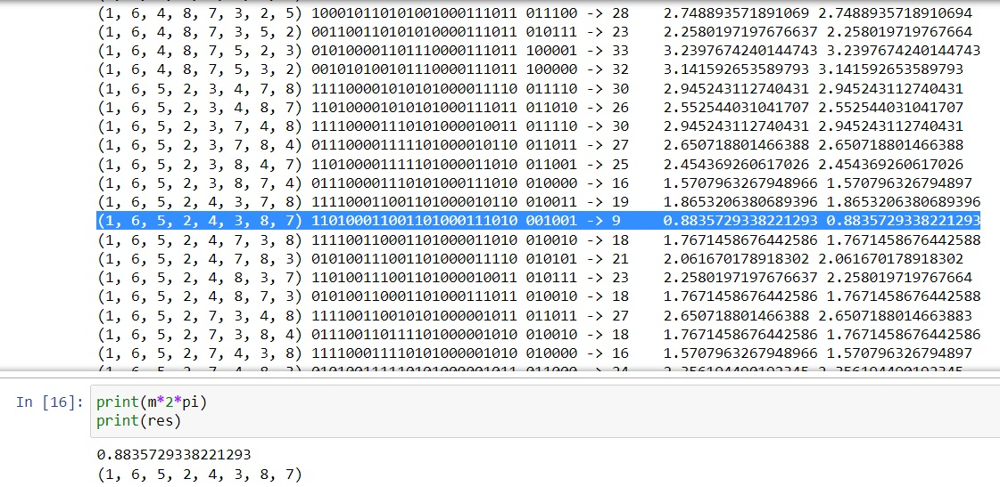 (1, 6, 4, 8, 7, 3, 2, 5) 1000101101010010001110​11 011100 -> 28 2.748893571891069 2.7488935718910694
(1, 6, 4, 8, 7, 3, 5, 2) 001100110101010000111011 010111 -> 23 2.2580197197676637 2.258019719767664
(1, 6, 4, 8, 7, 5, 2, 3) 010100001101110000111011 100001 -> 33 3.2397674240144743 3.2397674240144743
(1, 6, 4, 8, 7, 5, 3, 2) 001010100101110000111011 100000 -> 32 3.141592653589793 3.141592653589793
(1, 6, 5, 2, 3, 4, 7, 8) 111100001010101000011110 011110 -> 30 2.945243112740431 2.945243112740431
(1, 6, 5, 2, 3, 4, 8, 7) 110100001010101000111011 011010 -> 26 2.552544031041707 2.552544031041707
(1, 6, 5, 2, 3, 7, 4, 8) 111100001110101000010011 011110 -> 30 2.945243112740431 2.945243112740431
(1, 6, 5, 2, 3, 7, 8, 4) 011100001111101000010110 011011 -> 27 2.650718801466388 2.650718801466388
(1, 6, 5, 2, 3, 8, 4, 7) 110100001111101000011010 011001 -> 25 2.454369260617026 2.454369260617026
(1, 6, 5, 2, 3, 8, 7, 4) 011100001110101000111010 010000 -> 16 1.5707963267948966 1.5707963267994897
(1, 6, 5, 2, 4, 3, 7, 8) 111100011001101000011110 010011 -> 19 1.8653206380689396 1.8653206380689396
(1, 6, 5, 2, 4, 3, 8, 7) 110100011001101000111010 001001 -> 9 0.8835729338221293 0.8835729338221293
(1, 6, 5, 2, 4, 7, 3, 8) 111110011000110100001​1010 010010 -> 18 1.7671458676442586 1.7671458676442588
(1, 6, 5, 2, 4, 7, 8, 3) 010100111001101000011110 010101 -> 21 2.061670178918302 2.061670178918302
(1, 6, 5, 2, 4, 8, 3, 7) 110100111001101000010011 010111 -> 23 2.2580197197676637 2.258019719767664
(1, 6, 5, 2, 4, 8, 7, 3) 010100110001101000111011 010010 -> 18 1.7671458676442586 1.7671458676442588
(1, 6, 5, 2, 7, 3, 4, 8) 111100110010101000001011 011011 -> 27 2.650718801466388 2.6507188014663883
(1, 6, 5, 2, 7, 3, 8, 4) 011100110111101000001010 010010 -> 18 1.7671458676442586 1.7671458676442586
(1, 6, 5, 2, 7, 4, 3, 8) 111100011110101000001010 010000 -> 16 1.5707963267948966 1.5707963267994897
In [16]: print(m*2*pi)
print(res)
0.8835729338221293
(1, 6, 5, 2, 4, 3, 8, 7)